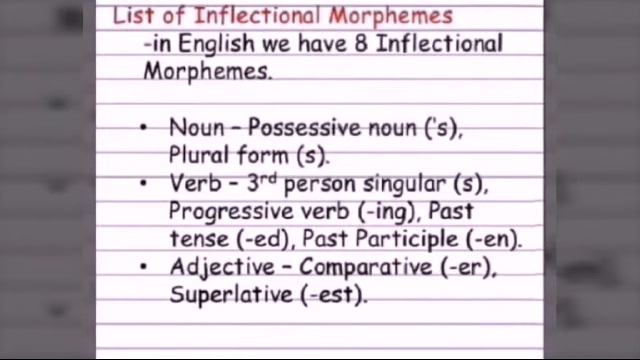 List of Inflectional Morphemes
-in English we have 8 Inflectional
Morphemes.
• Noun – Possessive noun ('s),
Plural form (s).
• Verb – 3rd person singular (s),
Progressive verb (-ing), Past
tense (-ed), Past Participle (-en).
• Adjective – Comparative (-er),
Superlative (-est).